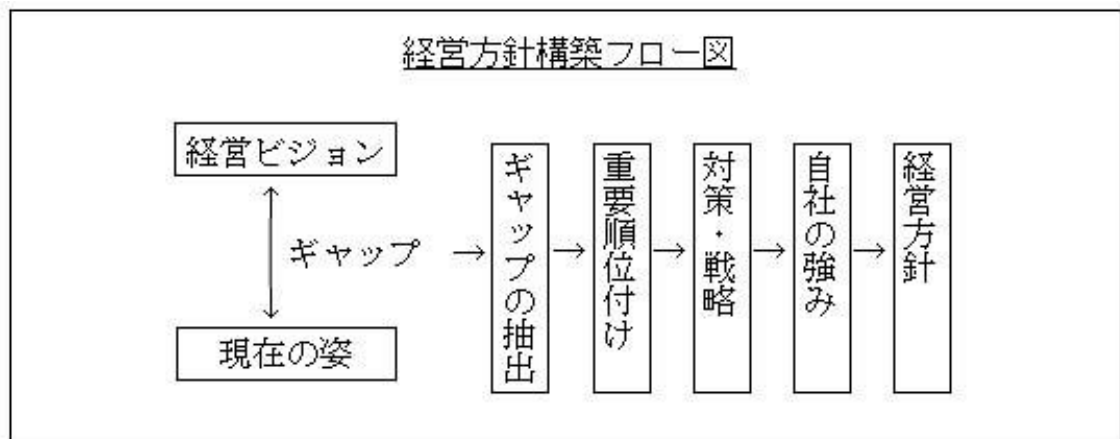 経営方針構築フロー図
経営ビジョン
ギャップ
現在の姿
ギャップの抽出
重要順位付け
対策・戦略
自社の強み
経営方針